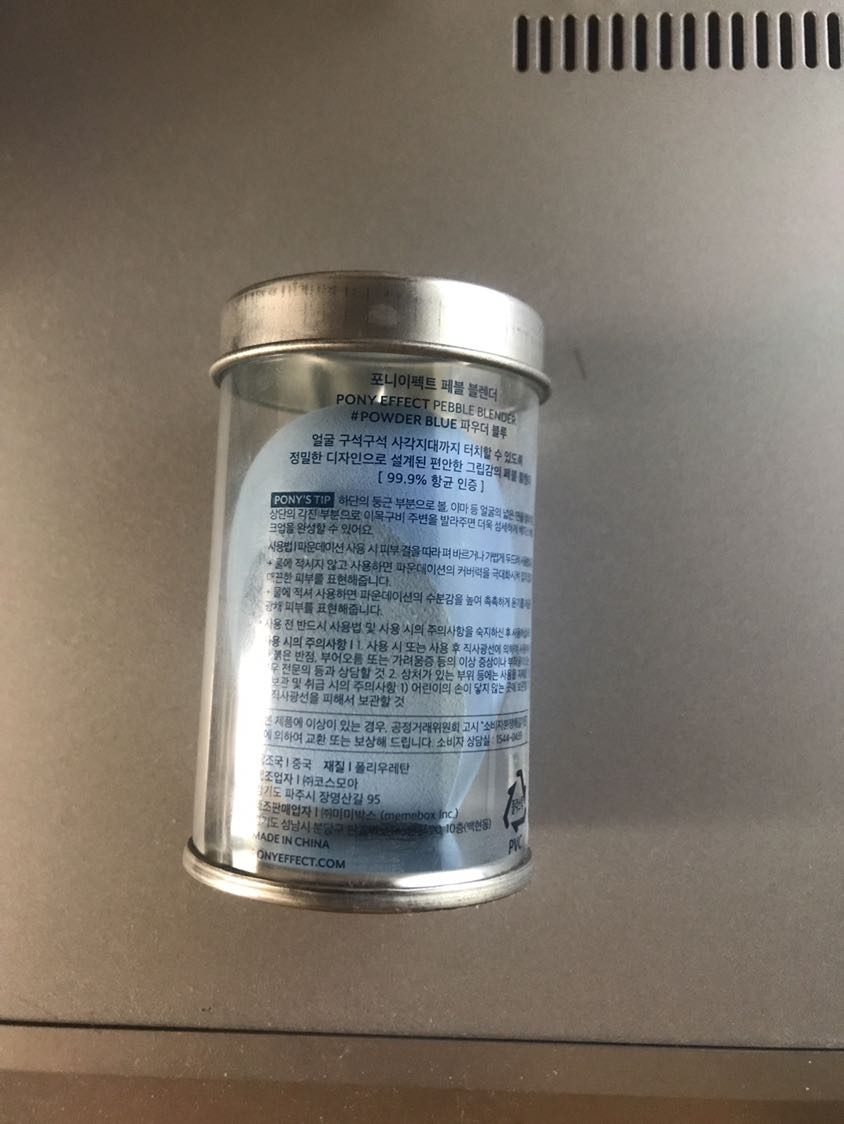 포니이펙트 페블 블렌더
PONY EFFECT PEBBLE BLENDER
#POWDER BLUE 파우더 블루
얼굴 구석구석 사각지대까지 터치할 수 있도록
정밀한 디자인으로 설계된 편안한 그립감의 페블
[ 99.9% 항균 인증 ]
PONY'S TIP 하단의 둥근 부분으로 볼, 이마 등 얼굴의 넓은 면을
상단의 각진 부분으로 이목구비 주변을 발라주면 더욱 섬세하게
크업을 완성할 수 있어요.
사용법 | 파운데이션 사용 시 피부 결을 따라 펴 바르거나 가볍게
+ 물에 적시지 않고 사용하면 파운데이션의 커버력을 극대화시켜
매끈한 피부를 표현해줍니다.
+ 물에 적셔 사용하면 파운데이션의 수분감을 높여 촉촉하게
광채 피부를 표현해줍니다.
사용 전 반드시 사용법 및 사용 시의 주의사항을 숙지하신 후
용 시의 주의사항 | 1. 사용 시 또는 사용 후 직사광선에 의하여
붉은 반점, 부어오름 또는 가려움증 등의 이상 증상이나
우 전문의 등과 상담할 것 2. 상처가 있는 부위 등에는 사용을
보관 및 취급 시의 주의사항 1) 어린이의 손이 닿지 않는 곳에
직사광선을 피해서 보관할 것
본 제품에 이상이 있는 경우, 공정거래위원회 고시 "소비자
에 의하여 교환 또는 보상해 드립니다. 소비자 상담실 :
조국 | 중국 재질 | 폴리우레탄
조업자 | ㈜코스모아
경기도 파주시 장명산길 95
조판매업자 | ㈜미미박스 (memebox Inc.)
경기도 성남시 분당구 10층(백현동)
MADE IN CHINA
ONYEFFECT.COM
PVC